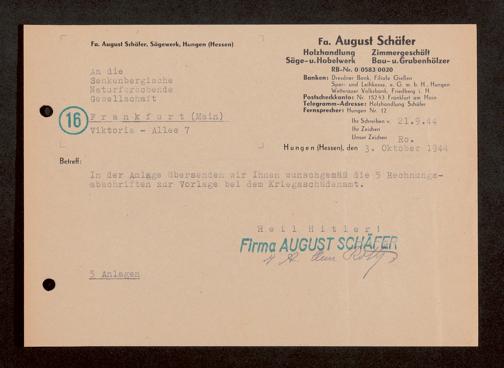 Fa. August Schäfer, Sägewerk, Hungen (Hessen)
Fa. August Schäfer
Holzhandlung Zimmergeschäft
Säge- u. Hobelwerk Bau- u. Grubenhölzer
RB-Nr. 0 0583 0020
Banken: Dresdner Bank, Filiale Gießen
Spar- und Leihkasse, e. G. m. b. H., Hungen
Wetterauer Volksbank, Friedberg i. H.
Postscheckkonto: Nr. 15243 Frankfurt am Main
Telegramm-Adresse: Holzhandlung Schäfer
Fernsprecher: Hungen Nr. 12
An die
Senkenbergische
Naturforschende
Gesellschaft
16
Frankfurt (Main)
Viktoria - Allee 7
Ihr Schreiben v. 21.9.44
Ihr Zeichen
Unser Zeichen Ro.
Hungen (Hessen), den 3. Oktober 1944
Betreff:
In der Anlage übersenden wir Ihnen wunschgemäß die 5 Rechnungs-
abschriften zur Vorlage bei dem Kriegsschädenamt.
Heil Hitler!
Firma AUGUST SCHÄFER
5 Anlagen